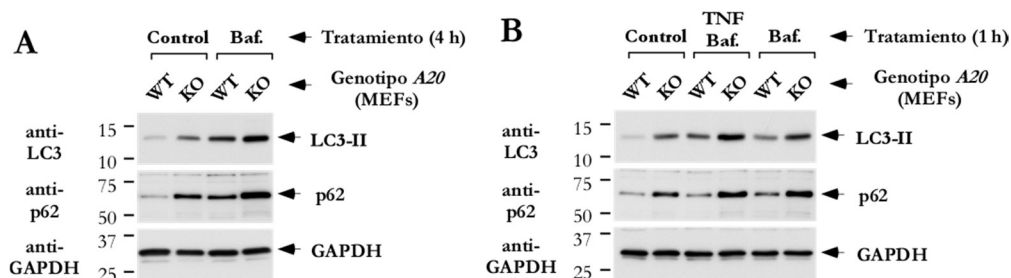 A
Control Baf. Tratamiento (4 h)
WT KO WT KO Genotipo A20
(MEFs)
anti-
LC3
15
10
LC3-II
anti-
p62
75
50
p62
anti-
GAPDH
37
25
GAPDH
B
TNF
Control Baf. Baf. Tratamiento (1 h)
WT KO WT KO WT KO Genotipo A20
(MEFs)
anti-
LC3
15
10
LC3-II
anti-
p62
75
50
p62
anti-
GAPDH
37
25
GAPDH